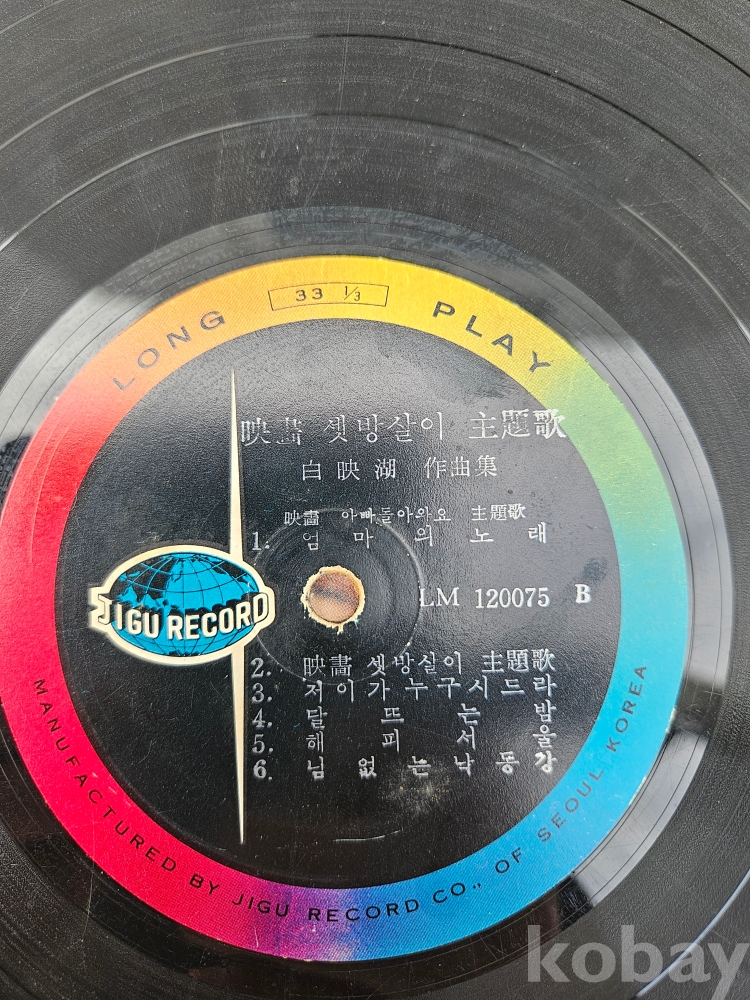 LONG PLAY
33 1/3
映畵 셋방살이 主題歌
白映湖 作曲集
映畵 아빠돌아와요 主題歌
1. 엄마의노래
JIGU RECORD
LM 120075 B
2. 映畵 셋방살이 主題歌
3. 저이가누구시드라
4. 달뜨는밤
5. 해피서울
6. 님없는낙동강
MANUFACTURED BY JIGU RECORD CO., OF SEOUL KOREA
kobay